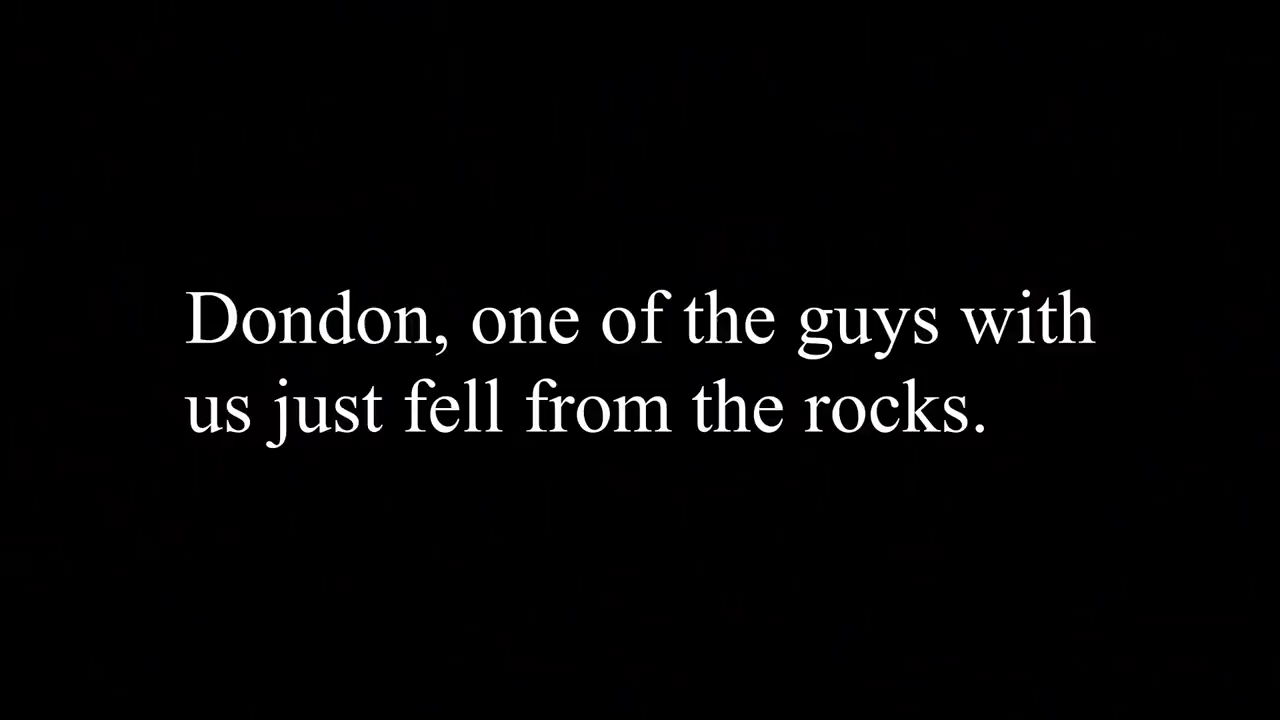 Dondon, one of the guys with
us just fell from the rocks.